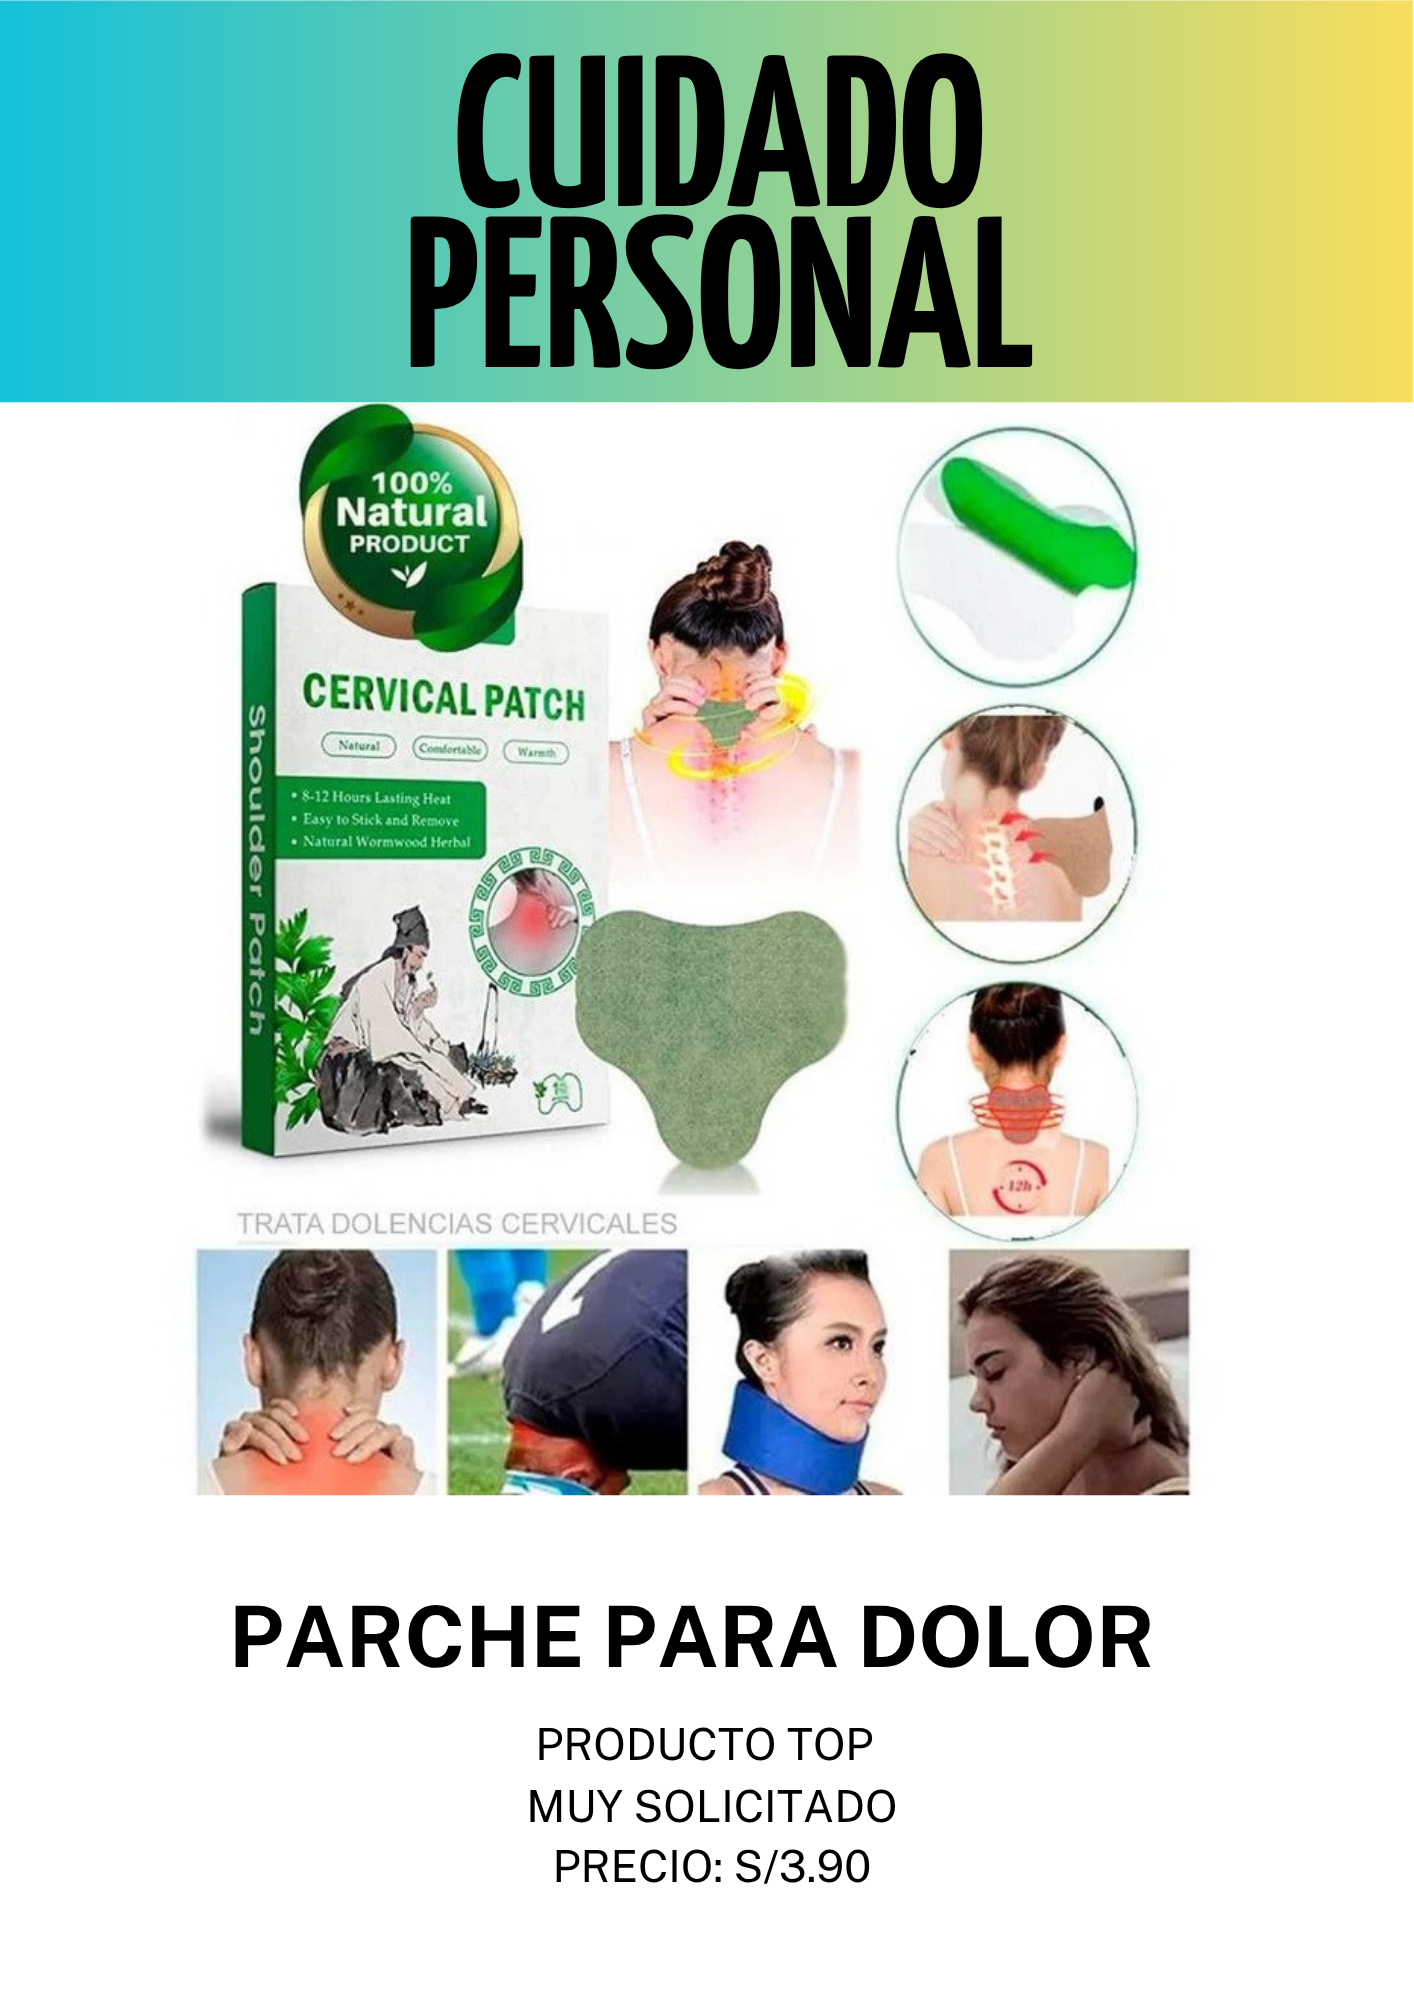 CUIDADO
PERSONAL
100%
Natural
PRODUCT
CERVICAL PATCH
Natural
Comfortable
Warmth
• 8-12 Hours Lasting Heat
• Easy to Stick and Remove
• Natural Wormwood Herbal
Shoulder Patch
12h
TRATA DOLENCIAS CERVICALES
PARCHE PARA DOLOR
PRODUCTO TOP
MUY SOLICITADO
PRECIO: S/3.90